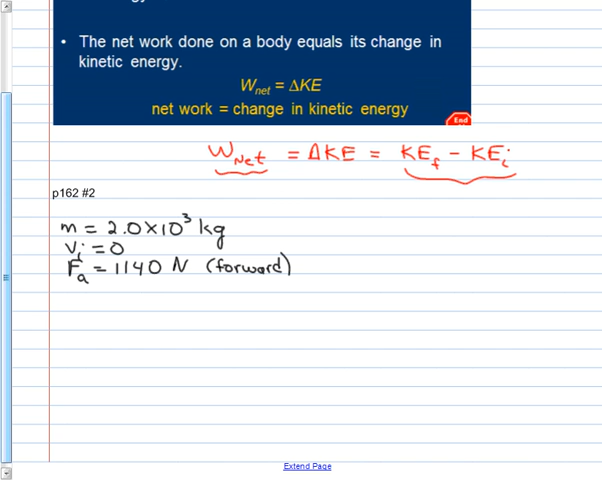 • The net work done on a body equals its change in
kinetic energy.
Wnet = ΔKE
net work = change in kinetic energy
End
WNet = ΔKE = KEf - KEi
p162 #2
m = 2.0×10³ kg
vi = 0
Fa = 1140 N (forward)
Extend Page